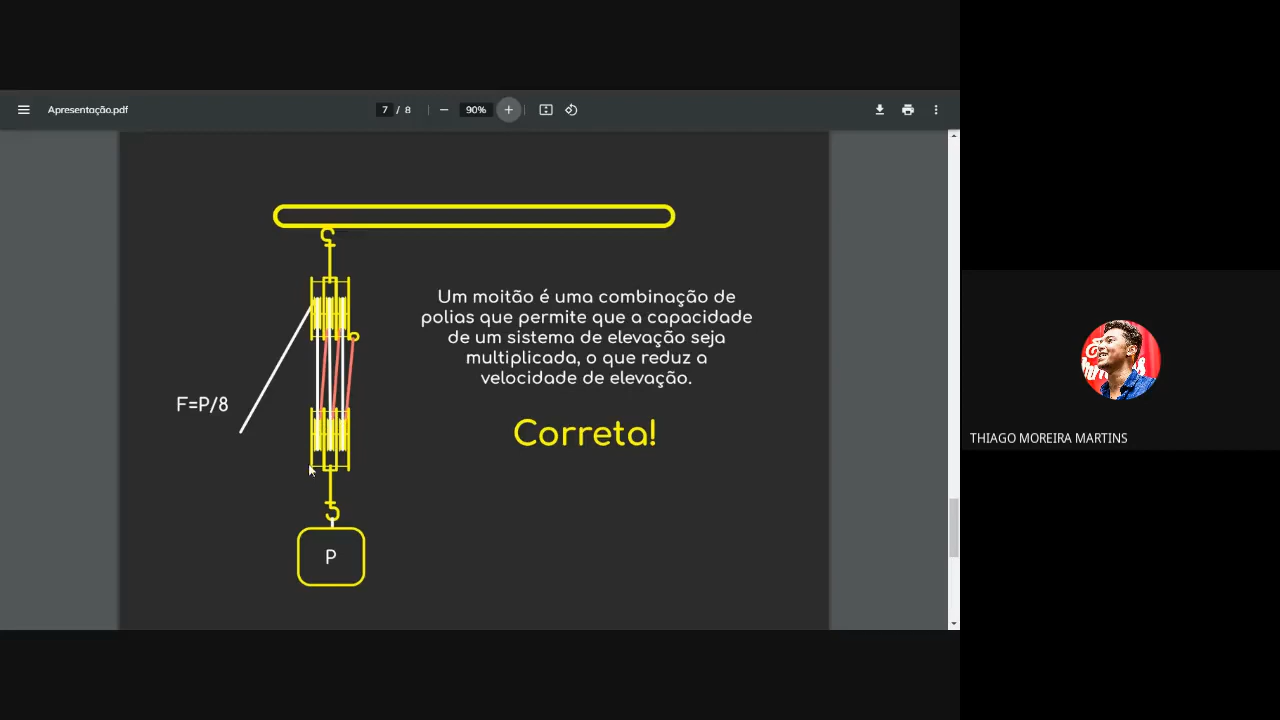 Apresentação.pdf
7 / 8
90%
Um moitão é uma combinação de
polias que permite que a capacidade
de um sistema de elevação seja
multiplicada, o que reduz a
velocidade de elevação.
F=P/8
Correta!
P
THIAGO MOREIRA MARTINS